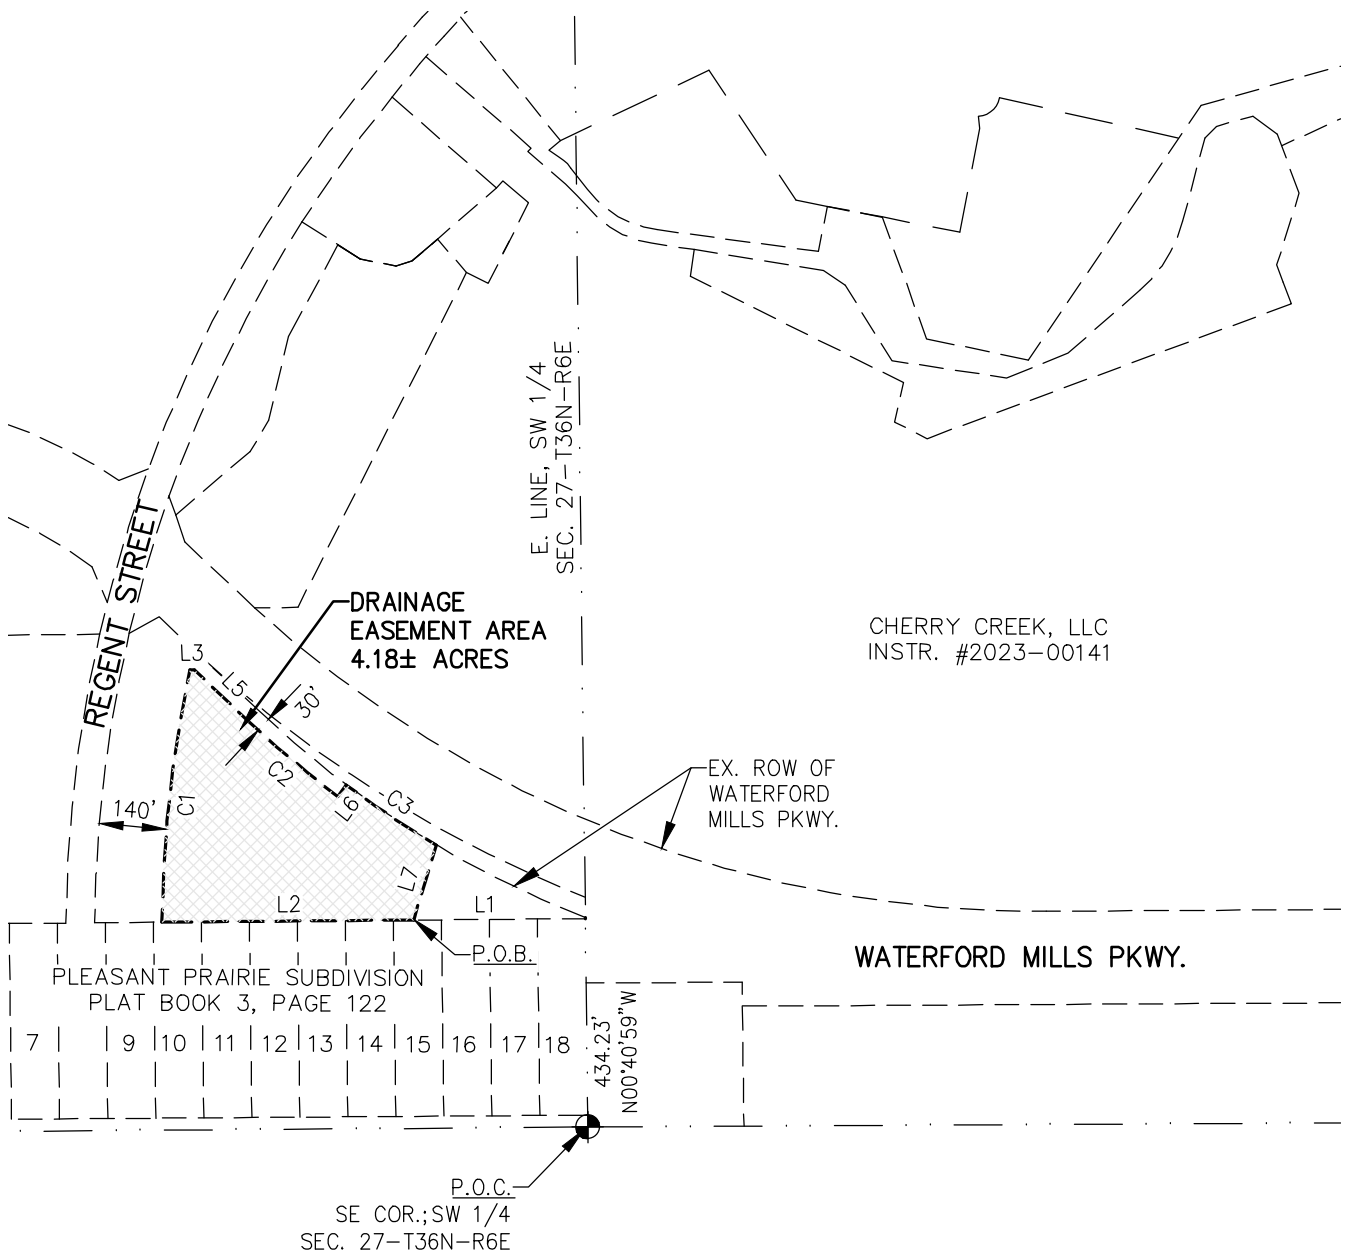 E. LINE, SW 1/4
SEC. 27-T36N-R6E
REGENT STREET
DRAINAGE
EASEMENT AREA
4.18± ACRES
CHERRY CREEK, LLC
INSTR. #2023-00141
L3
L5
30'
C2
C1
140'
L6
C3
EX. ROW OF
WATERFORD
MILLS PKWY.
L7
L2
L1
P.O.B.
WATERFORD MILLS PKWY.
PLEASANT PRAIRIE SUBDIVISION
PLAT BOOK 3, PAGE 122
7
9
10
11
12
13
14
15
16
17
18
434.23'
N00°40'59"W
P.O.C.
SE COR.;SW 1/4
SEC. 27-T36N-R6E